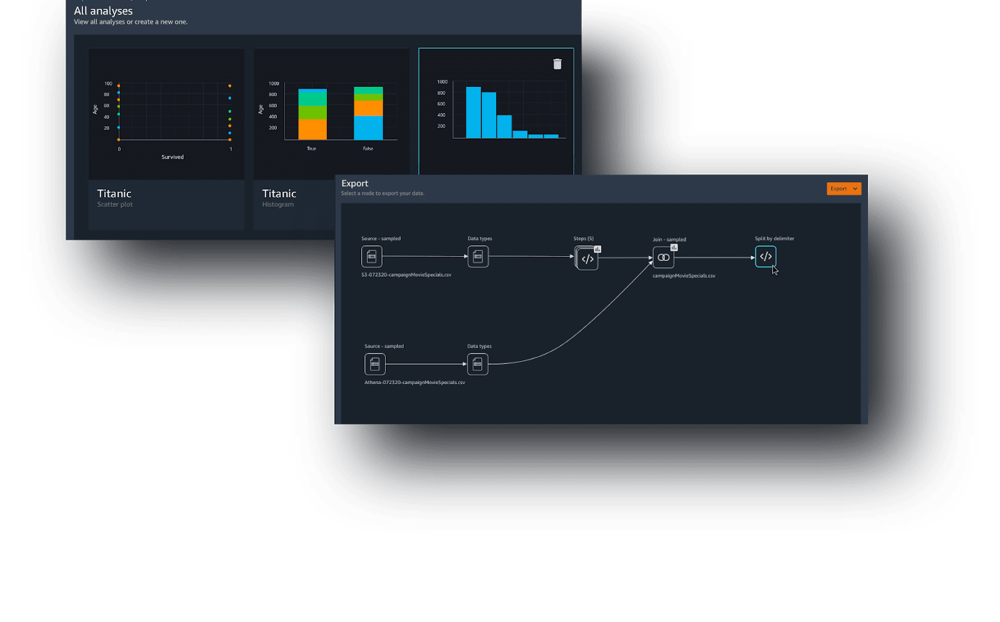 All analyses
View all analyses or create a new one.
100
80
60
40
20
Age
0
1
Survived
Titanic
Scatter plot
1000
800
600
400
200
Age
True
False
Titanic
Histogram
1000
800
600
400
200
Export
Select a node to export your data.
Export
Source - sampled
Data types
Steps (5)
Join - sampled
Split by delimiter
S3-072320-campaignMovieSpecials.csv
campaignMovieSpecials.csv
Source - sampled
Data types
Athena-072320-campaignMovieSpecials.csv